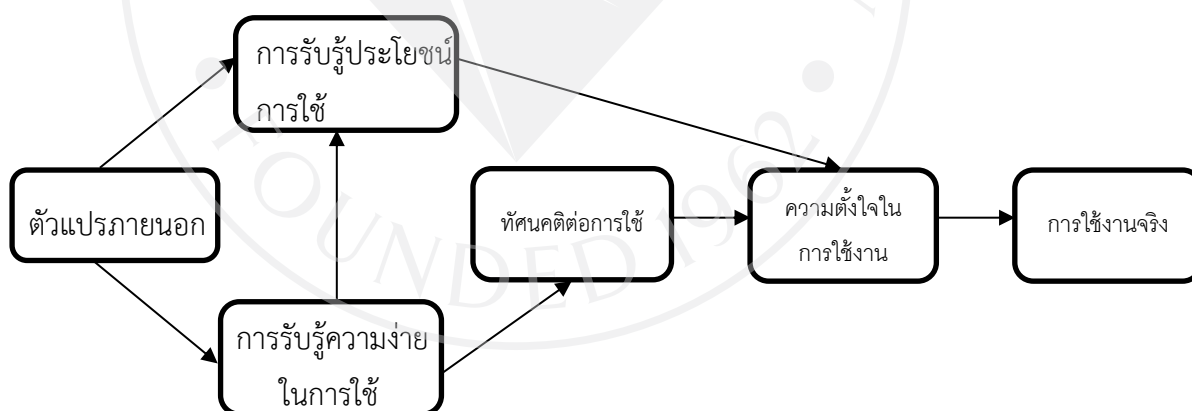 การรับรู้ประโยชน์
การใช้
ตัวแปรภายนอก
การรับรู้ความง่าย
ในการใช้
ทัศนคติต่อการใช้
ความตั้งใจใน
การใช้งาน
การใช้งานจริง
FOUNDED 1962